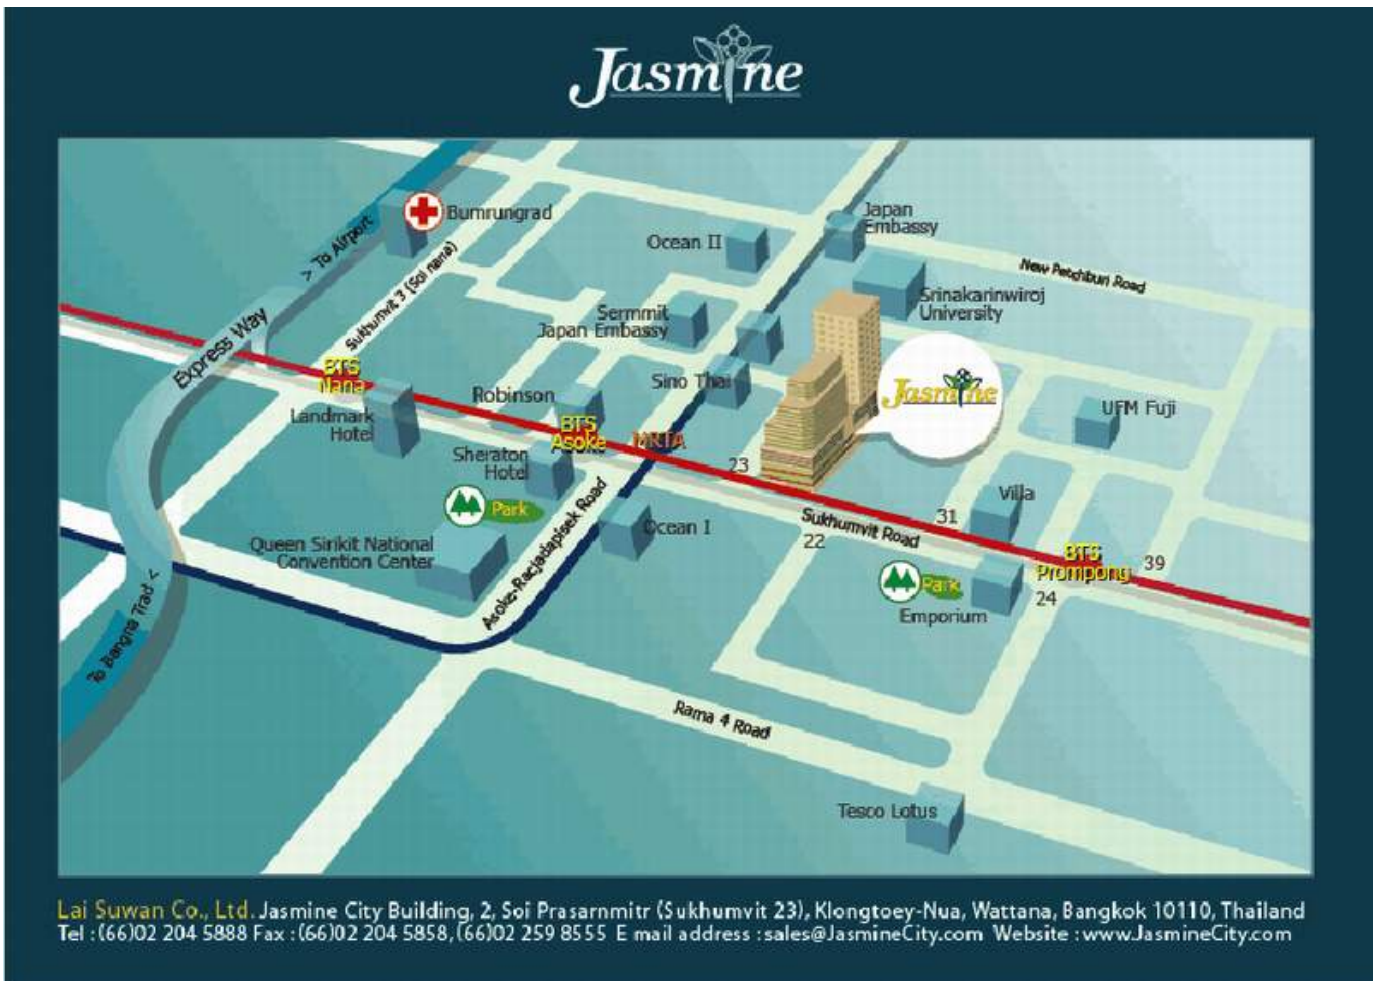 Jasmine
Bumrungrad
Japan
Embassy
Ocean II
> To Airport
New Petchburi Road
Sukhumvit 3 (Soi nana)
Srinakarinwiroj
University
Sermmit
Japan Embassy
Express Way
BTS
Nana
Sino Thai
Jasmine
Robinson
UFM Fuji
Landmark
Hotel
BTS
Asoke
MRTA
Sheraton
Hotel
23
Park
Villa
Asoke-Racjadapisek Road
Ocean I
31
Sukhumvit Road
22
Queen Sirikit National
Convention Center
BTS
Prompong
39
Park
24
Emporium
To Bangna Trad <
Rama 4 Road
Tesco Lotus
Lai Suwan Co., Ltd. Jasmine City Building, 2, Soi Prasarnmitr (Sukhumvit 23), Klongtoey-Nua, Wattana, Bangkok 10110, Thailand
Tel : (66)02 204 5888 Fax : (66)02 204 5858, (66)02 259 8555 E mail address : sales@JasmineCity.com Website : www.JasmineCity.com